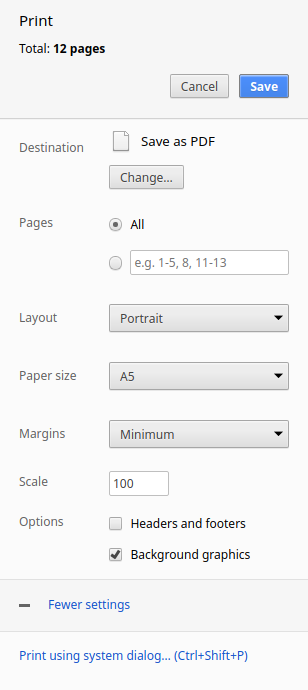 Print
Total: 12 pages
Cancel
Save
Destination
Save as PDF
Change...
Pages
All
e.g. 1-5, 8, 11-13
Layout
Portrait
Paper size
A5
Margins
Minimum
Scale
100
Options
Headers and footers
Background graphics
Fewer settings
Print using system dialog... (Ctrl+Shift+P)